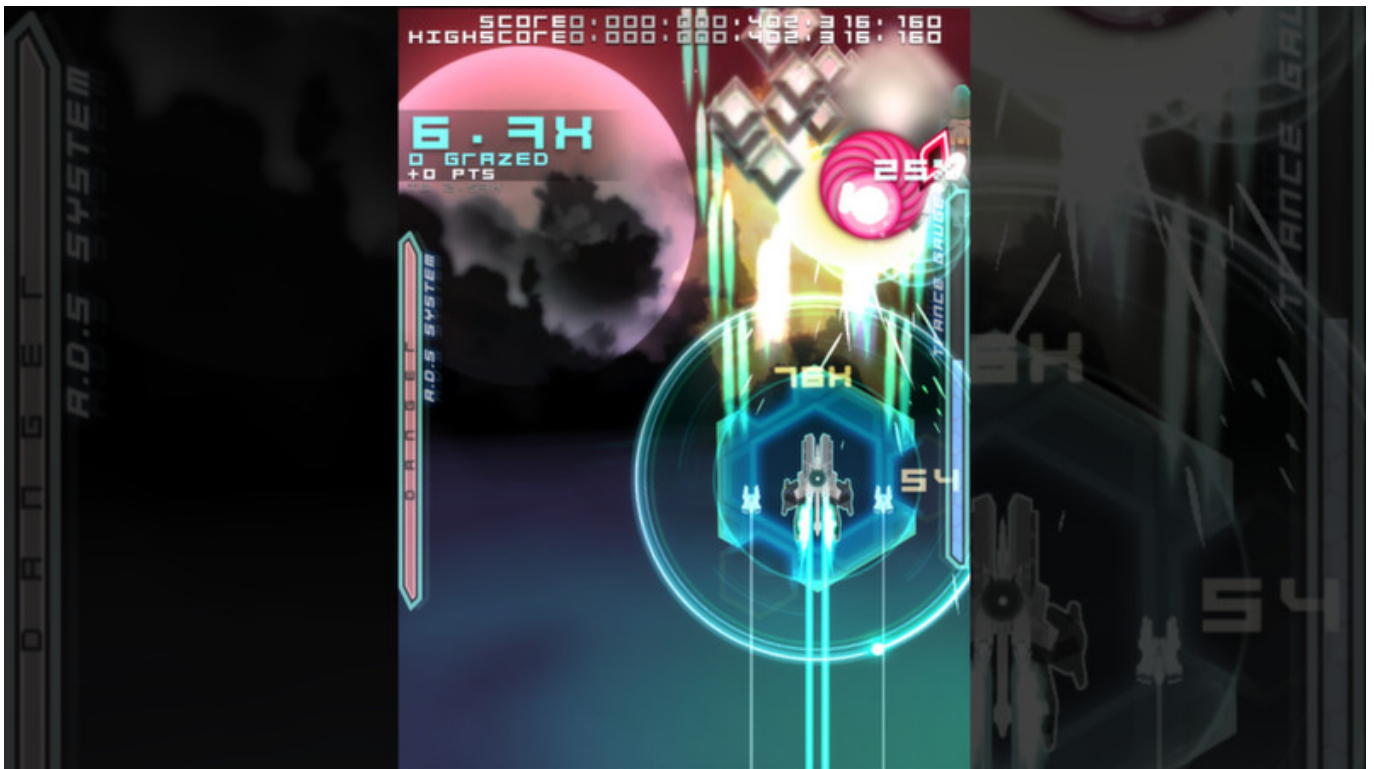 SCORE0:000:000:402:316:160
HIGHSCORE0:000:000:402:316:160
6.7X
0 GRAZED
+0 PTS
25X
TRANCE GAUGE
A.D.S SYSTEM
DANGER
76X
54